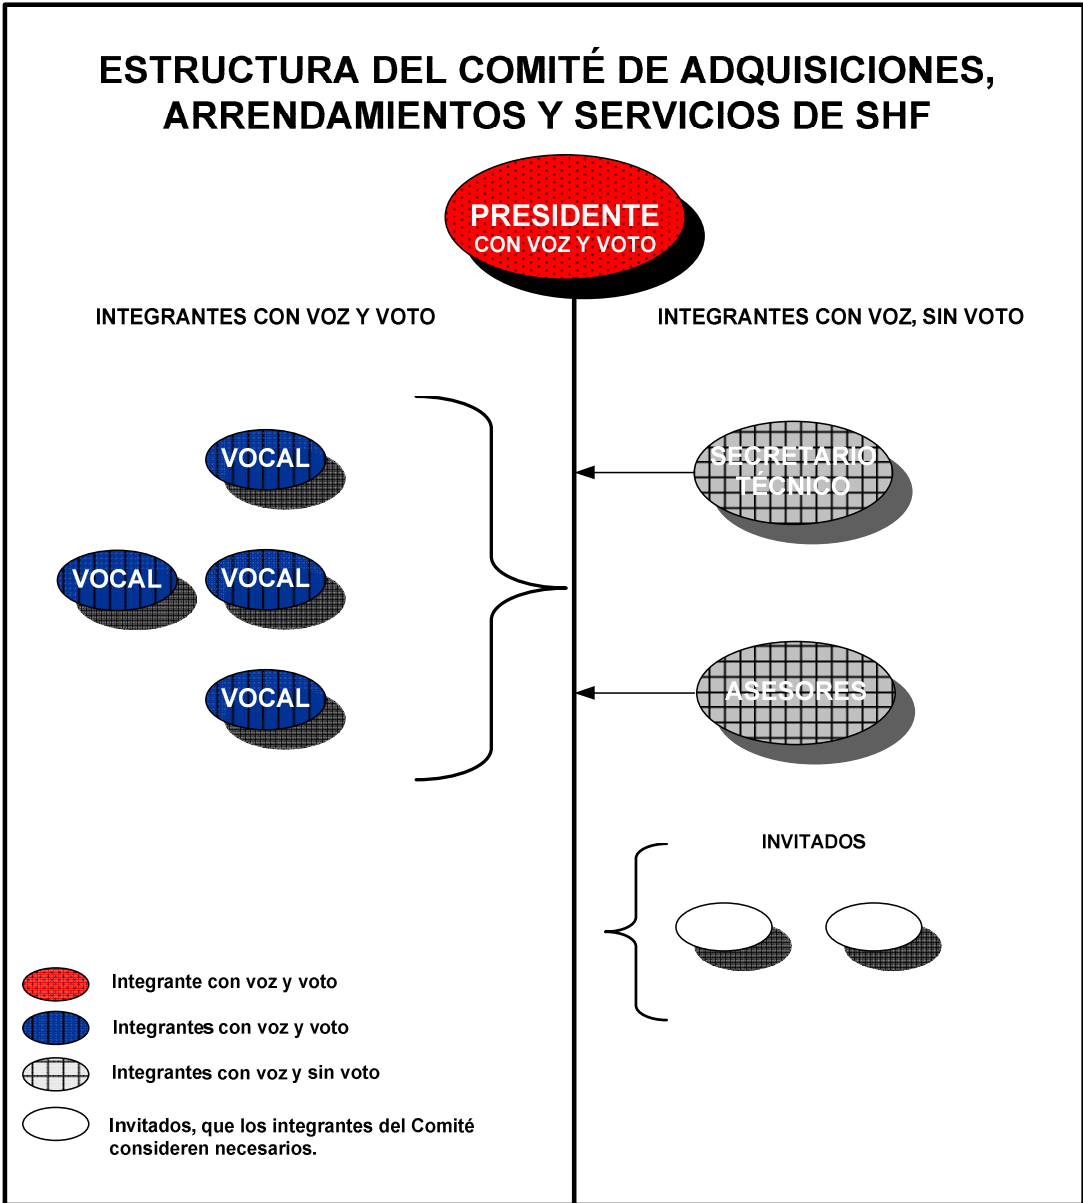 ESTRUCTURA DEL COMITÉ DE ADQUISICIONES,
ARRENDAMIENTOS Y SERVICIOS DE SHF
PRESIDENTE
CON VOZ Y VOTO
INTEGRANTES CON VOZ Y VOTO
INTEGRANTES CON VOZ, SIN VOTO
VOCAL
VOCAL
VOCAL
VOCAL
SECRETARIO
TÉCNICO
ASESORES
INVITADOS
Integrante con voz y voto
Integrantes con voz y voto
Integrantes con voz y sin voto
Invitados, que los integrantes del Comité
consideren necesarios.